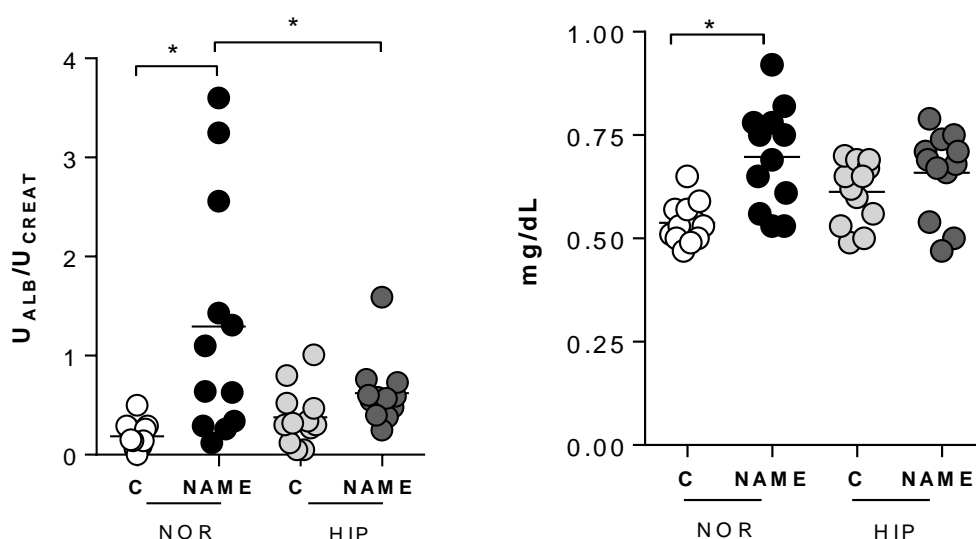 *
*
4
3
2
1
0
U ALB/U CREAT
C NAME C NAME
NOR HIP
*
1.00
0.75
0.50
0.25
0.00
mg/dL
C NAME C NAME
NOR HIP